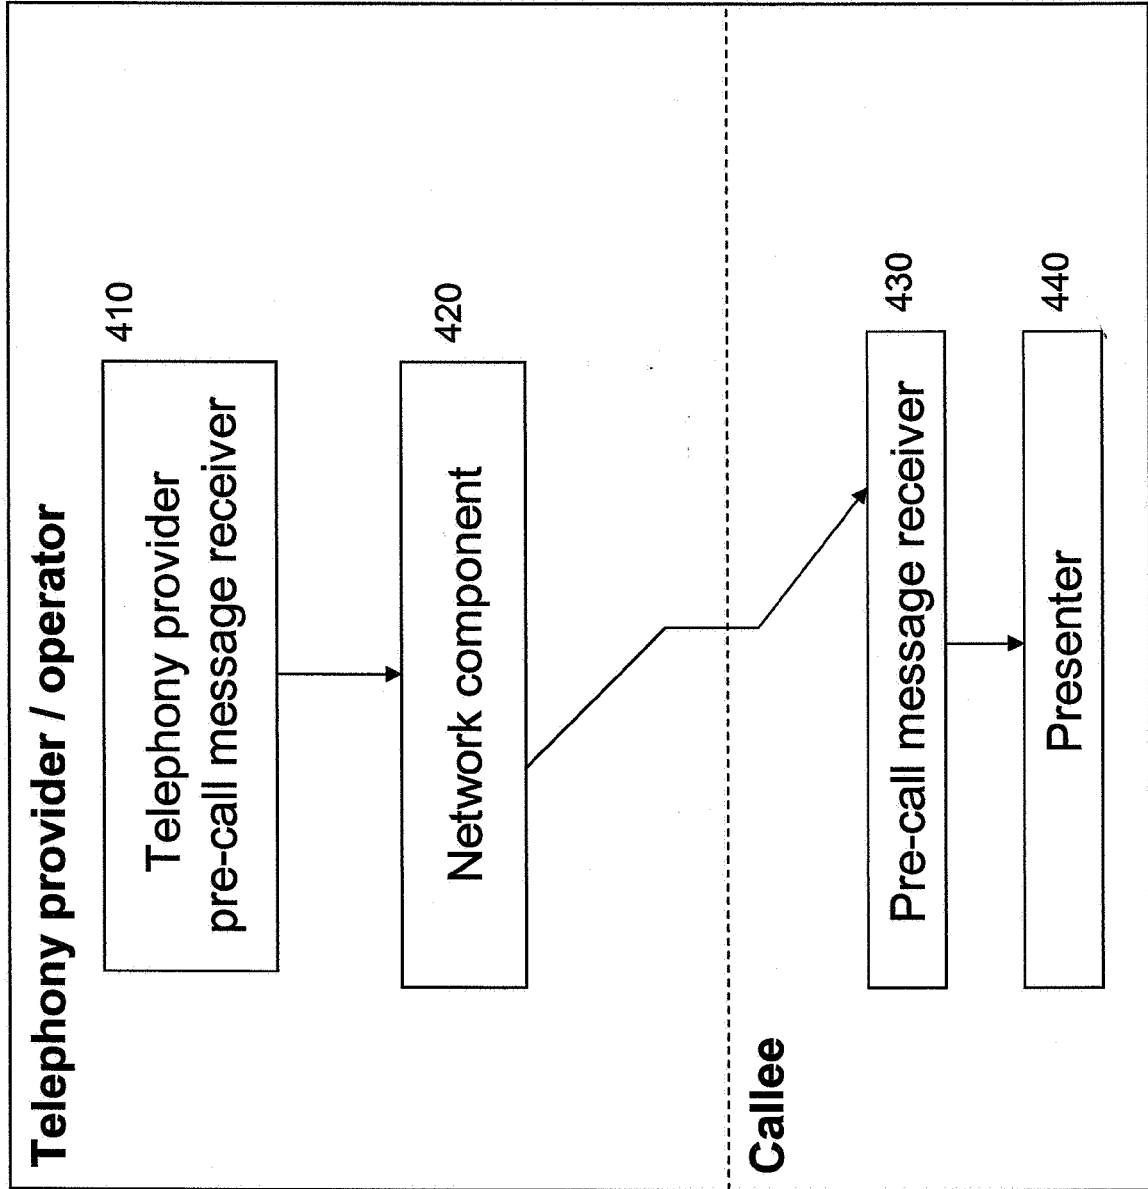 Telephony provider / operator
Telephony provider
pre-call message receiver
410
Network component
420
Callee
Pre-call message receiver
430
Presenter
440